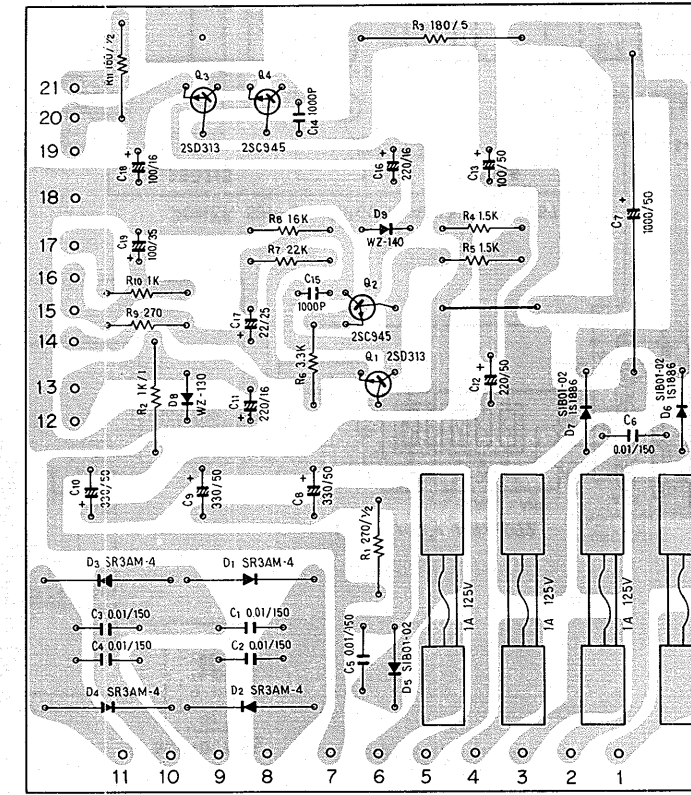 R3 180/5
R11 180/½
Q3
Q4
C14 1000P
21
20
2SD313
2SC945
19
C18 + 100/16
C16 + 220/16
C13 + 100/50
18
C7 + 1000/50
R8 16K
D9
WZ-140
R4 1.5K
17
C19 100/35 +
R7 22K
R5 1.5K
16
R10 1K
C15
1000P
Q2
15
R9 270
C17 22/25 +
2SC945
14
R6 3.3K
Q1
2SD313
C12 + 220/50
13
R2 1K/1
D8 WZ-130
C11 220/16 +
12
D7 SIB01-02 1S1886
D6 SIB01-02 1S1886
C6
0.01/150
C10 330/50 +
C9 + 330/50
C8 + 330/50
R1 270/½
D3 SR3AM-4
D1 SR3AM-4
C3 0.01/150
C1 0.01/150
C4 0.01/150
C2 0.01/150
C5 0.01/150
D5 SIB01-02
1A 125V
1A 125V
1A 125V
D4 SR3AM-4
D2 SR3AM-4
11 10 9 8 7 6 5 4 3 2 1